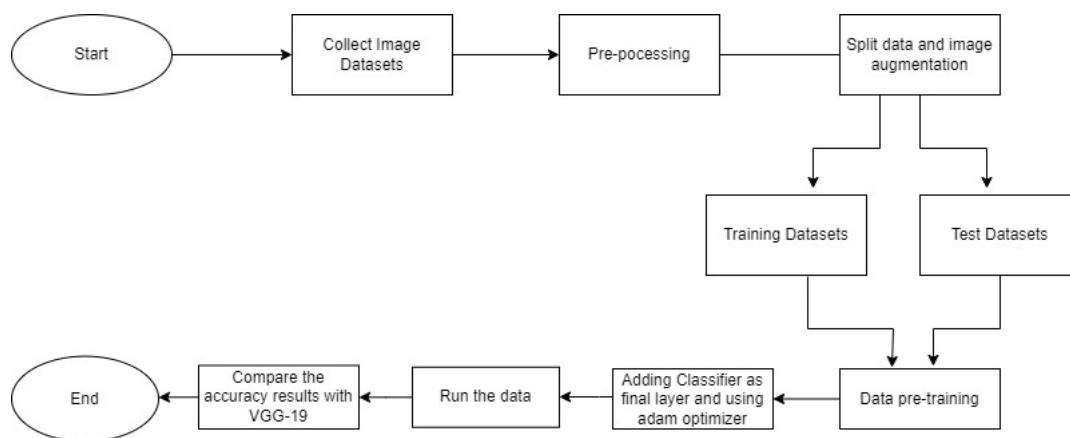 Start
Collect Image
Datasets
Pre-pocessing
Split data and image
augmentation
Training Datasets
Test Datasets
Data pre-training
Adding Classifier as
final layer and using
adam optimizer
Run the data
Compare the
accuracy results with
VGG-19
End